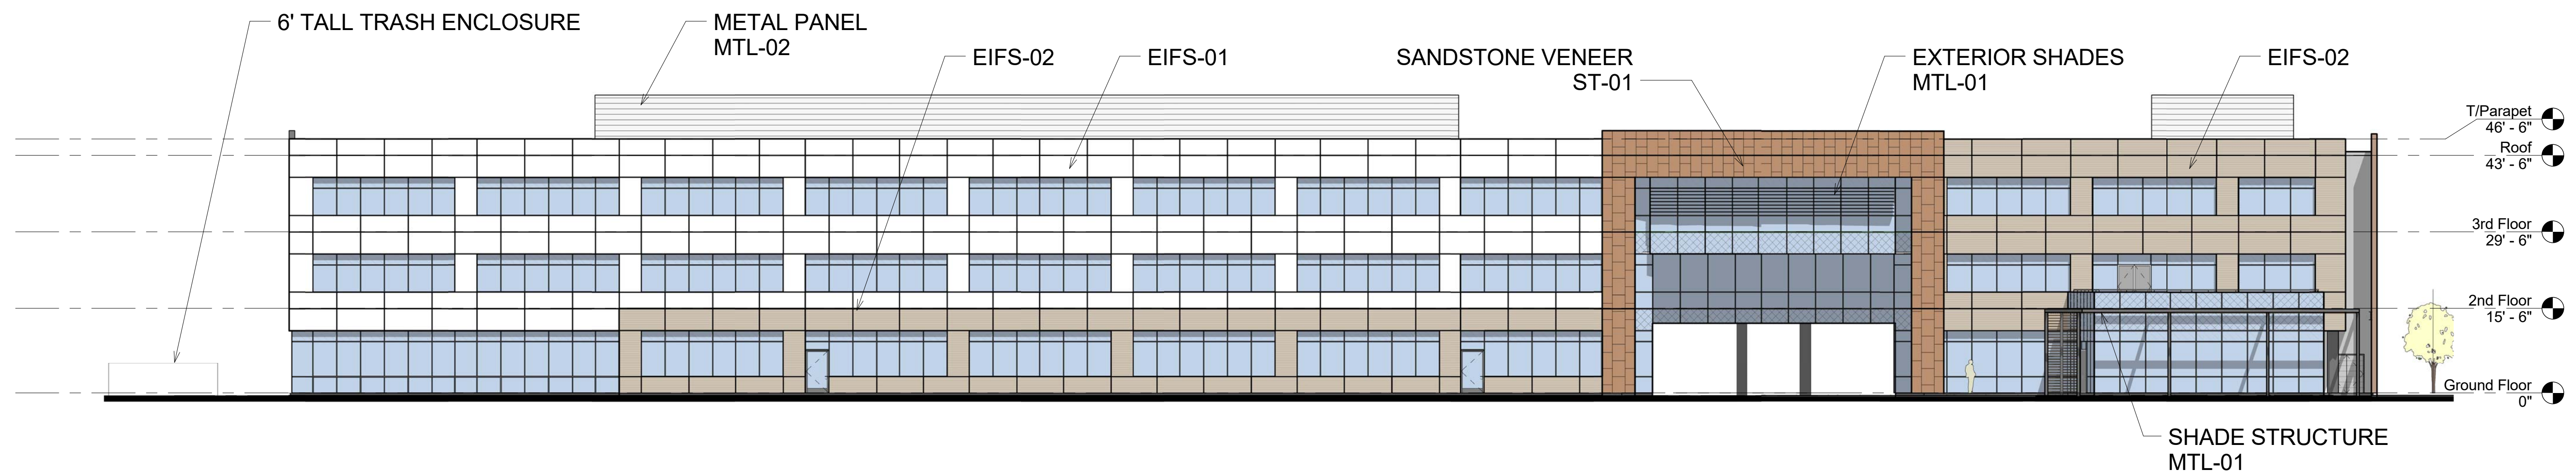 6' TALL TRASH ENCLOSURE
METAL PANEL
MTL-02
EIFS-02
EIFS-01
SANDSTONE VENEER
ST-01
EXTERIOR SHADES
MTL-01
EIFS-02
T/Parapet
46' - 6"
Roof
43' - 6"
3rd Floor
29' - 6"
2nd Floor
15' - 6"
Ground Floor
0"
SHADE STRUCTURE
MTL-01